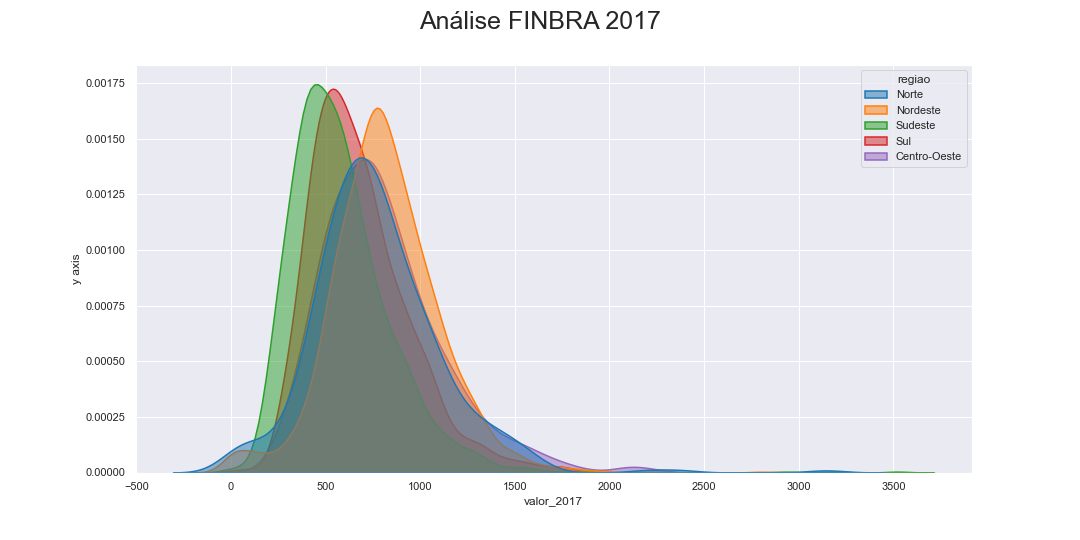 Análise FINBRA 2017
regiao
Norte
Nordeste
Sudeste
Sul
Centro-Oeste
y axis
0.00175
0.00150
0.00125
0.00100
0.00075
0.00050
0.00025
0.00000
−500 0 500 1000 1500 2000 2500 3000 3500
valor_2017